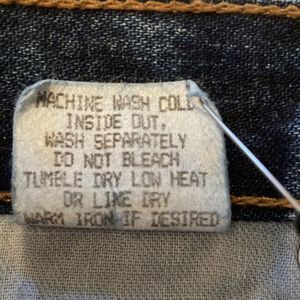 MACHINE WASH COLD
INSIDE OUT,
WASH SEPARATELY
DO NOT BLEACH
TUMBLE DRY LOW HEAT
OR LINE DRY
WARM IRON IF DESIRED